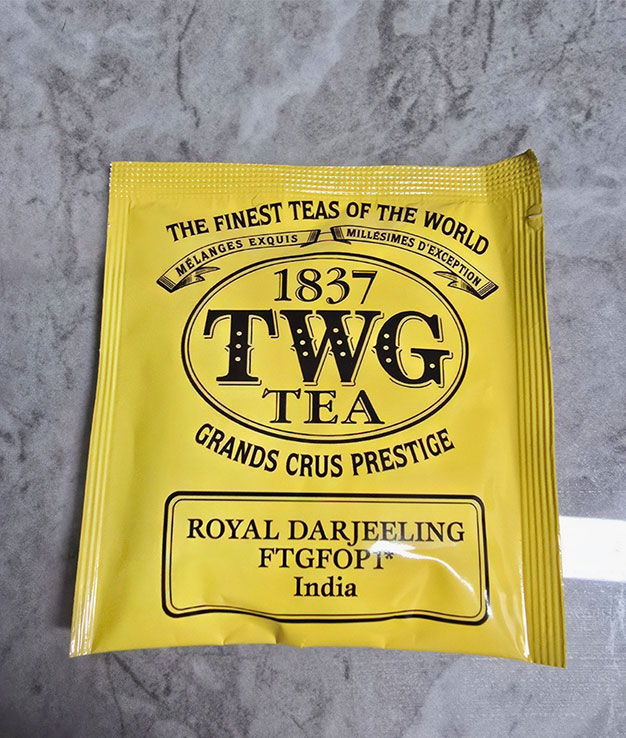 THE FINEST TEAS OF THE WORLD
MÉLANGES EXQUIS MILLÉSIMES D'EXCEPTION
1837
TWG
TEA
GRANDS CRUS PRESTIGE
ROYAL DARJEELING
FTGFOP1*
India